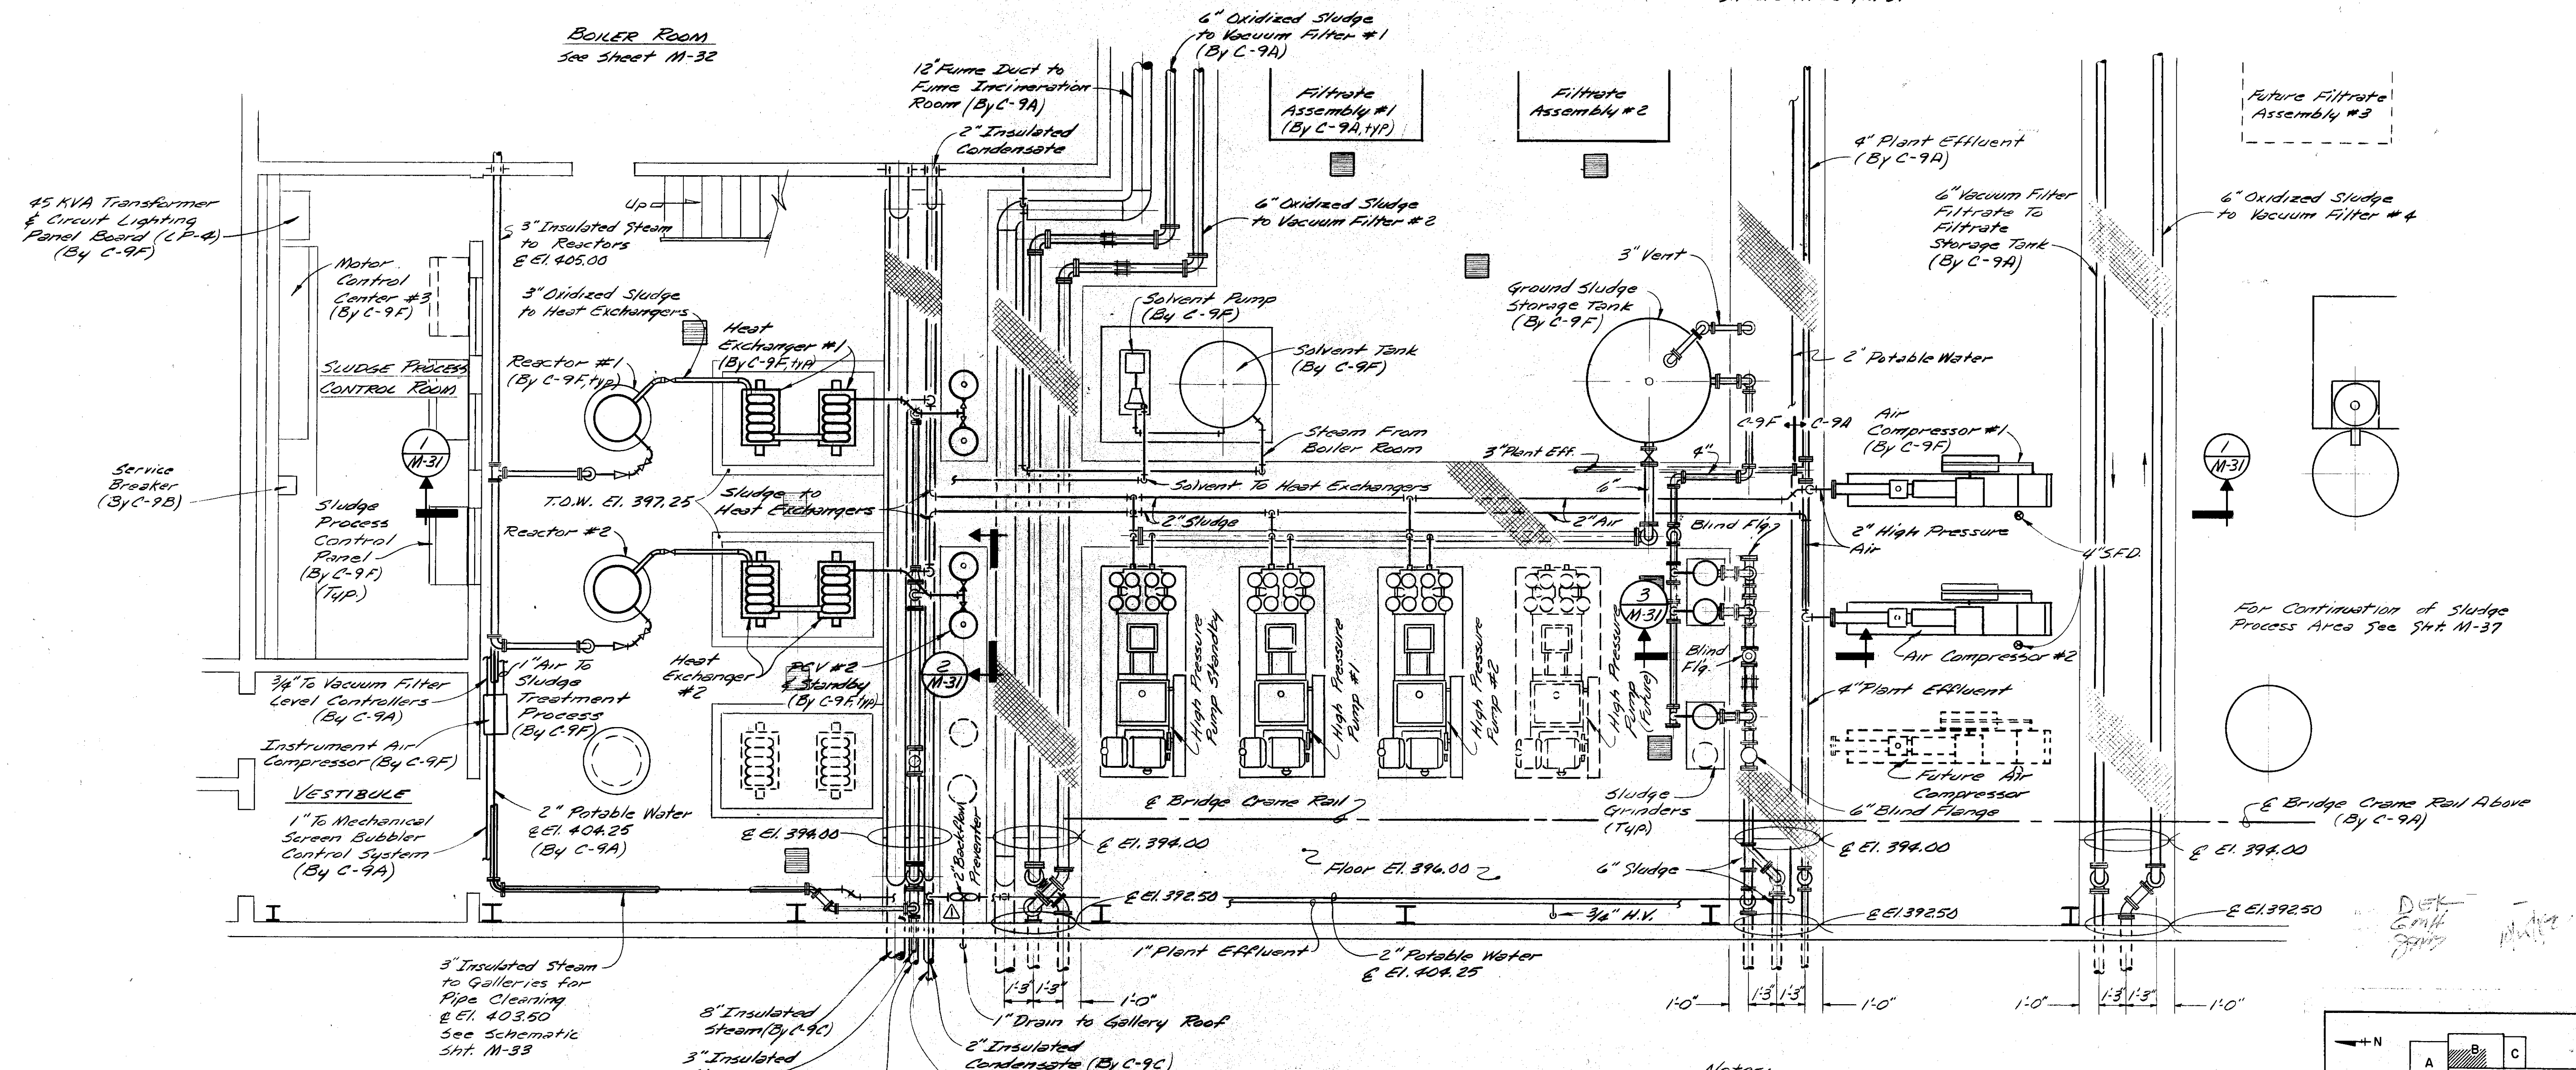 BOILER ROOM
See Sheet M-32
6" Oxidized Sludge
to Vacuum Filter #1
(By C-9A)
12" Fume Duct to
Fume Incineration
Room (By C-9A)
2" Insulated
Condensate
Filtrate
Assembly #1
(By C-9A, typ)
Filtrate
Assembly #2
Future Filtrate
Assembly #3
4" Plant Effluent
(By C-9A)
6" Vacuum Filter
Filtrate To
Filtrate
Storage Tank
(By C-9A)
6" Oxidized Sludge
to Vacuum Filter #4
45 KVA Transformer
& Circuit Lighting
Panel Board (LP-4)
(By C-9F)
Up
3" Insulated Steam
to Reactors
℄ El. 405.00
6" Oxidized Sludge
to Vacuum Filter #2
Motor
Control
Center #3
(By C-9F)
3" Oxidized Sludge
to Heat Exchangers
Heat
Exchanger #1
(By C-9F, typ)
Solvent Pump
(By C-9F)
Solvent Tank
(By C-9F)
3" Vent
Ground Sludge
Storage Tank
(By C-9F)
2" Potable Water
SLUDGE PROCESS
CONTROL ROOM
Reactor #1
(By C-9F, typ)
1
M-31
Steam From
Boiler Room
C-9F
C-9A
Air
Compressor #1
(By C-9F)
1
M-31
Service
Breaker
(By C-9B)
3" Plant Eff.
4"
6"
T.O.W. El. 397.25
Sludge to
Heat Exchangers
Solvent To Heat Exchangers
2" Sludge
2" Air
Blind Flg.
2" High Pressure
Air
4" S.F.D.
Sludge
Process
Control
Panel
(By C-9F)
(Typ.)
Reactor #2
3
M-31
For Continuation of Sludge
Process Area See Sht. M-37
Heat
Exchanger
#2
PCV #2
& Standby
(By C-9F, typ)
2
M-31
High Pressure
Pump Standby
High Pressure
Pump #1
High Pressure
Pump #2
High Pressure
Pump
(Future)
Blind
Flg.
Air Compressor #2
1" Air To
Sludge
Treatment
Process
(By C-9F)
3/4" To Vacuum Filter
Level Controllers
(By C-9A)
Instrument Air
Compressor (By C-9F)
4" Plant Effluent
Future Air
Compressor
6" Blind Flange
VESTIBULE
1" To Mechanical
Screen Bubbler
Control System
(By C-9A)
2" Potable Water
℄ El. 404.25
(By C-9A)
℄ El. 394.00
2" Backflow
Preventer
℄ Bridge Crane Rail
℄ El. 394.00
Sludge
Grinders
(Typ)
℄ El. 394.00
℄ Bridge Crane Rail Above
(By C-9A)
℄ El. 394.00
Floor El. 396.00
6" Sludge
℄ El. 392.50
3/4" H.V.
℄ El. 392.50
℄ El. 392.50
3" Insulated Steam
to Galleries for
Pipe Cleaning
℄ El. 403.50
See Schematic
Sht. M-33
1" Plant Effluent
2" Potable Water
℄ El. 404.25
1'-3" 1'-3" 1'-0"
1'-0" 1'-3" 1'-3" 1'-0"
1'-0" 1'-3" 1'-3" 1'-0"
8" Insulated
Steam (By C-9C)
1" Drain to Gallery Roof
3" Insulated
2" Insulated
Condensate (By C-9C)
N
A
B
C